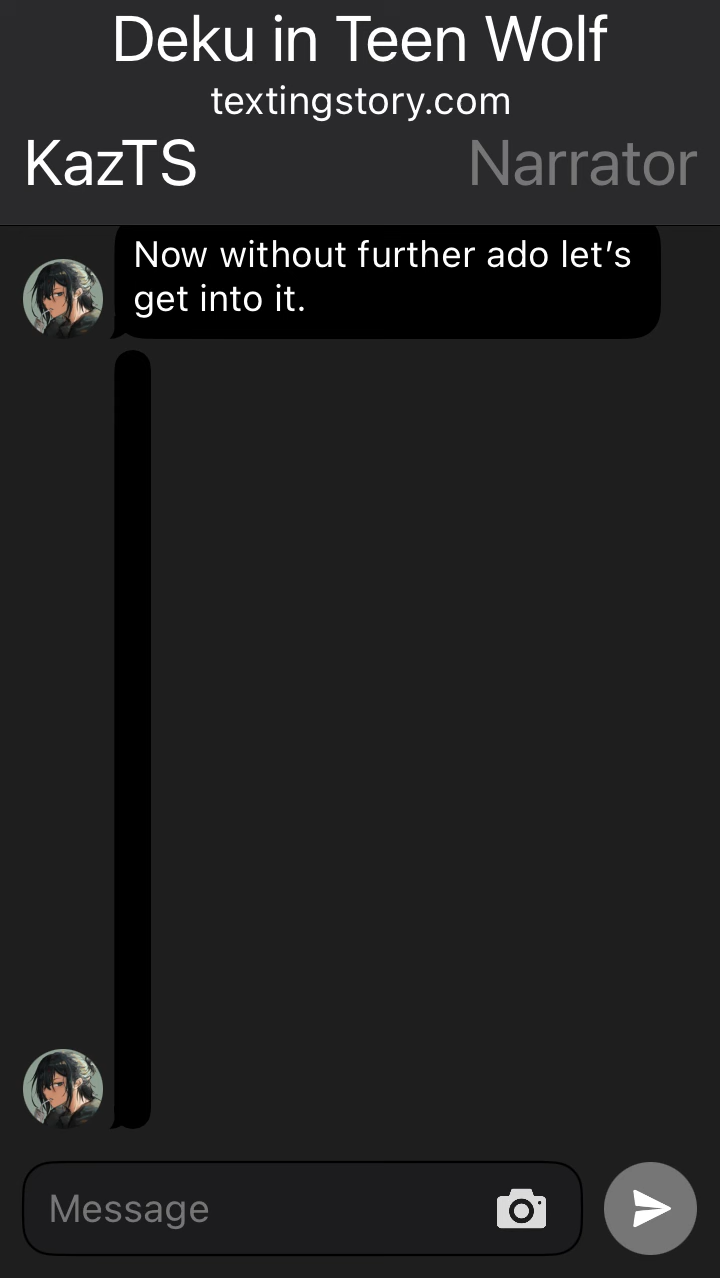 Deku in Teen Wolf
textingstory.com
KazTS
Narrator
Now without further ado let’s
get into it.
Message